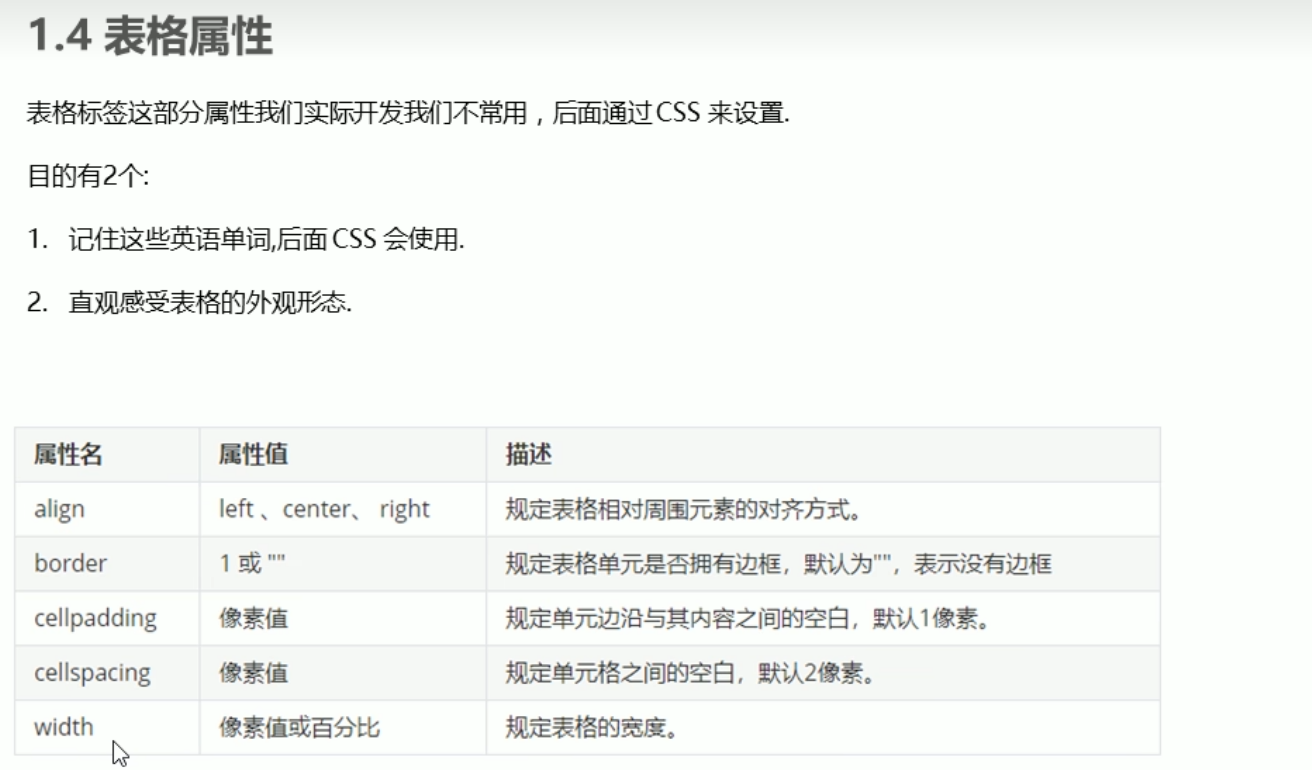 1.4 表格属性
表格标签这部分属性我们实际开发我们不常用，后面通过CSS 来设置.
目的有2个:
1. 记住这些英语单词,后面 CSS 会使用.
2. 直观感受表格的外观形态.
属性名 属性值 描述
align left 、center、 right 规定表格相对周围元素的对齐方式。
border 1 或 "" 规定表格单元是否拥有边框，默认为""，表示没有边框
cellpadding 像素值 规定单元边沿与其内容之间的空白，默认1像素。
cellspacing 像素值 规定单元格之间的空白，默认2像素。
width 像素值或百分比 规定表格的宽度。